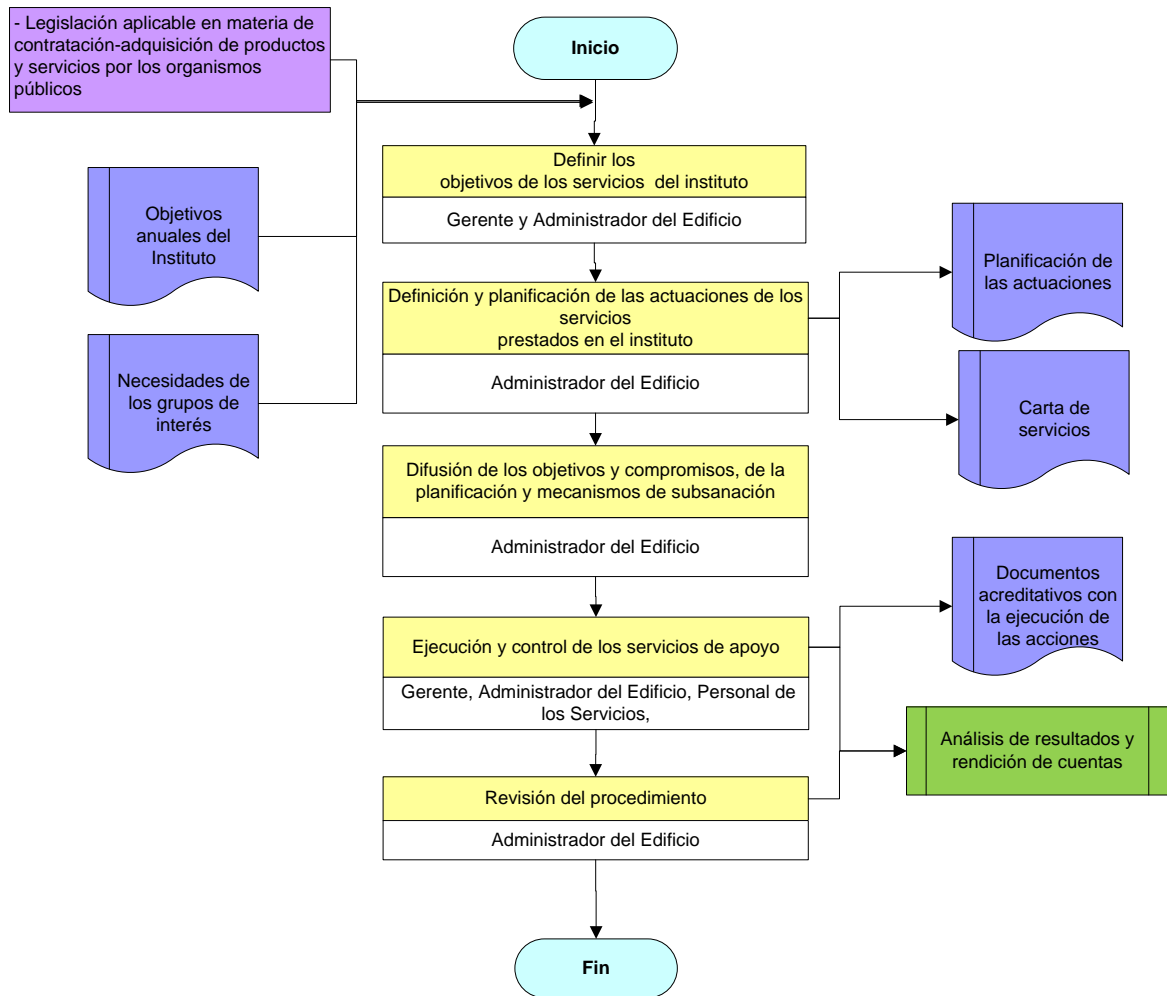 - Legislación aplicable en materia de
contratación-adquisición de productos
y servicios por los organismos
públicos
Inicio
Definir los
objetivos de los servicios del instituto
Gerente y Administrador del Edificio
Objetivos
anuales del
Instituto
Planificación de
las actuaciones
Definición y planificación de las actuaciones de los
servicios
prestados en el instituto
Administrador del Edificio
Necesidades de
los grupos de
interés
Carta de
servicios
Difusión de los objetivos y compromisos, de la
planificación y mecanismos de subsanación
Administrador del Edificio
Documentos
acreditativos con
la ejecución de
las acciones
Ejecución y control de los servicios de apoyo
Gerente, Administrador del Edificio, Personal de
los Servicios,
Análisis de resultados y
rendición de cuentas
Revisión del procedimiento
Administrador del Edificio
Fin